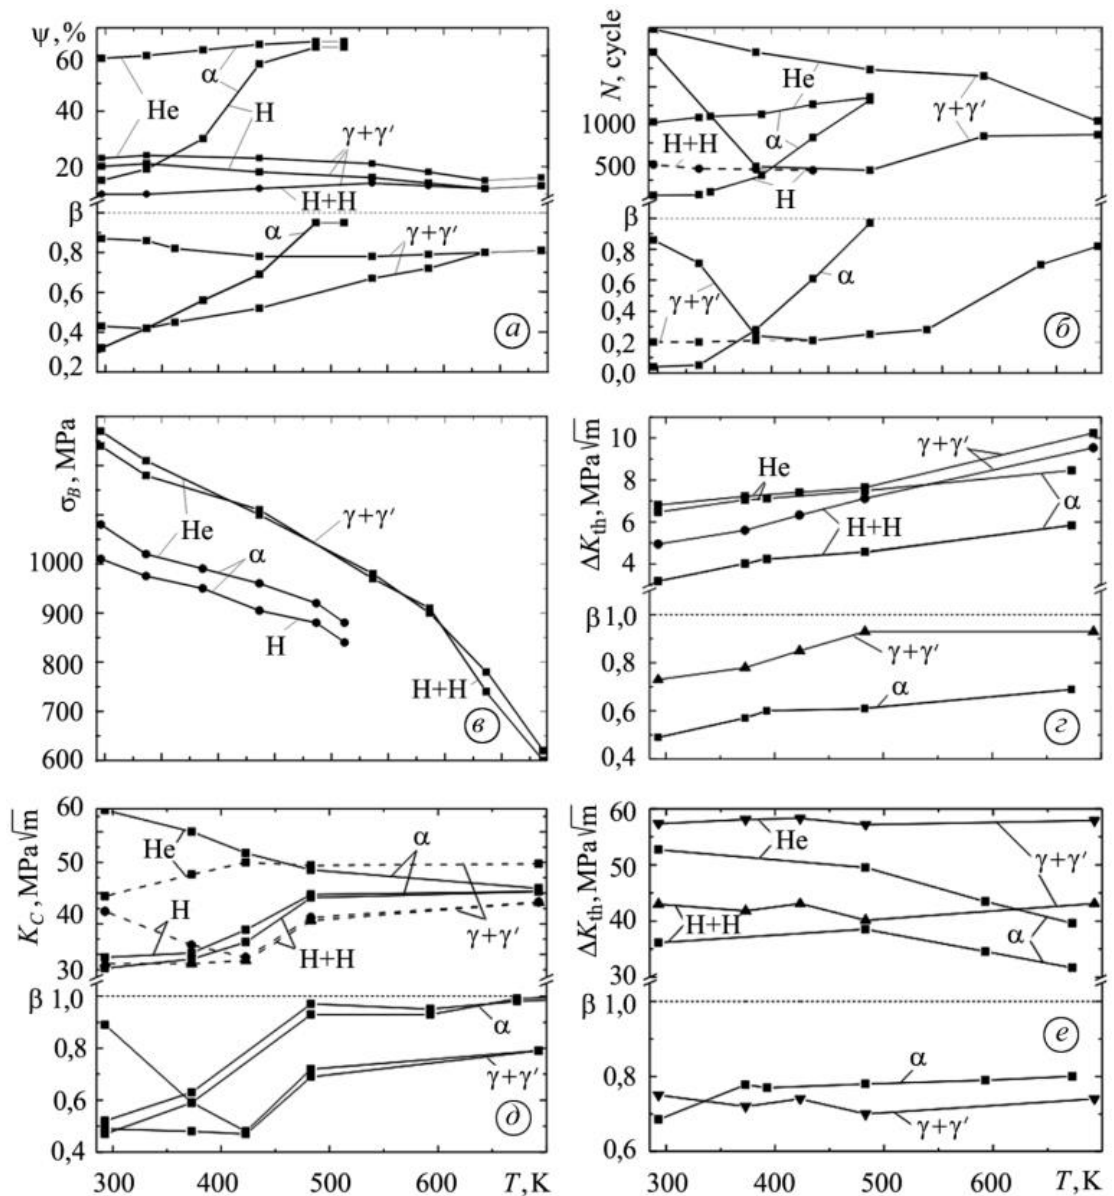 ψ, %
60
40
20
β
0,8
0,6
0,4
0,2
He
α
H
γ+γ′
H+H
α
γ+γ′
а
N, cycle
1000
500
β
0,8
0,6
0,4
0,2
0,0
He
γ+γ′
H+H
α
H
α
γ+γ′
б
σB, MPa
1000
900
800
700
600
He
γ+γ′
α
H
H+H
в
ΔKth, MPa√m
10
8
6
4
β 1,0
0,8
0,6
0,4
γ+γ′
He
α
H+H
γ+γ′
α
г
KC, MPa√m
60
50
40
30
β 1,0
0,8
0,6
0,4
He
α
H
H+H
γ+γ′
α
γ+γ′
д
300 400 500 600 T, K
ΔKth, MPa√m
60
50
40
30
β 1,0
0,8
0,6
He
γ+γ′
H+H
α
е
α
γ+γ′
300 400 500 600 T, K